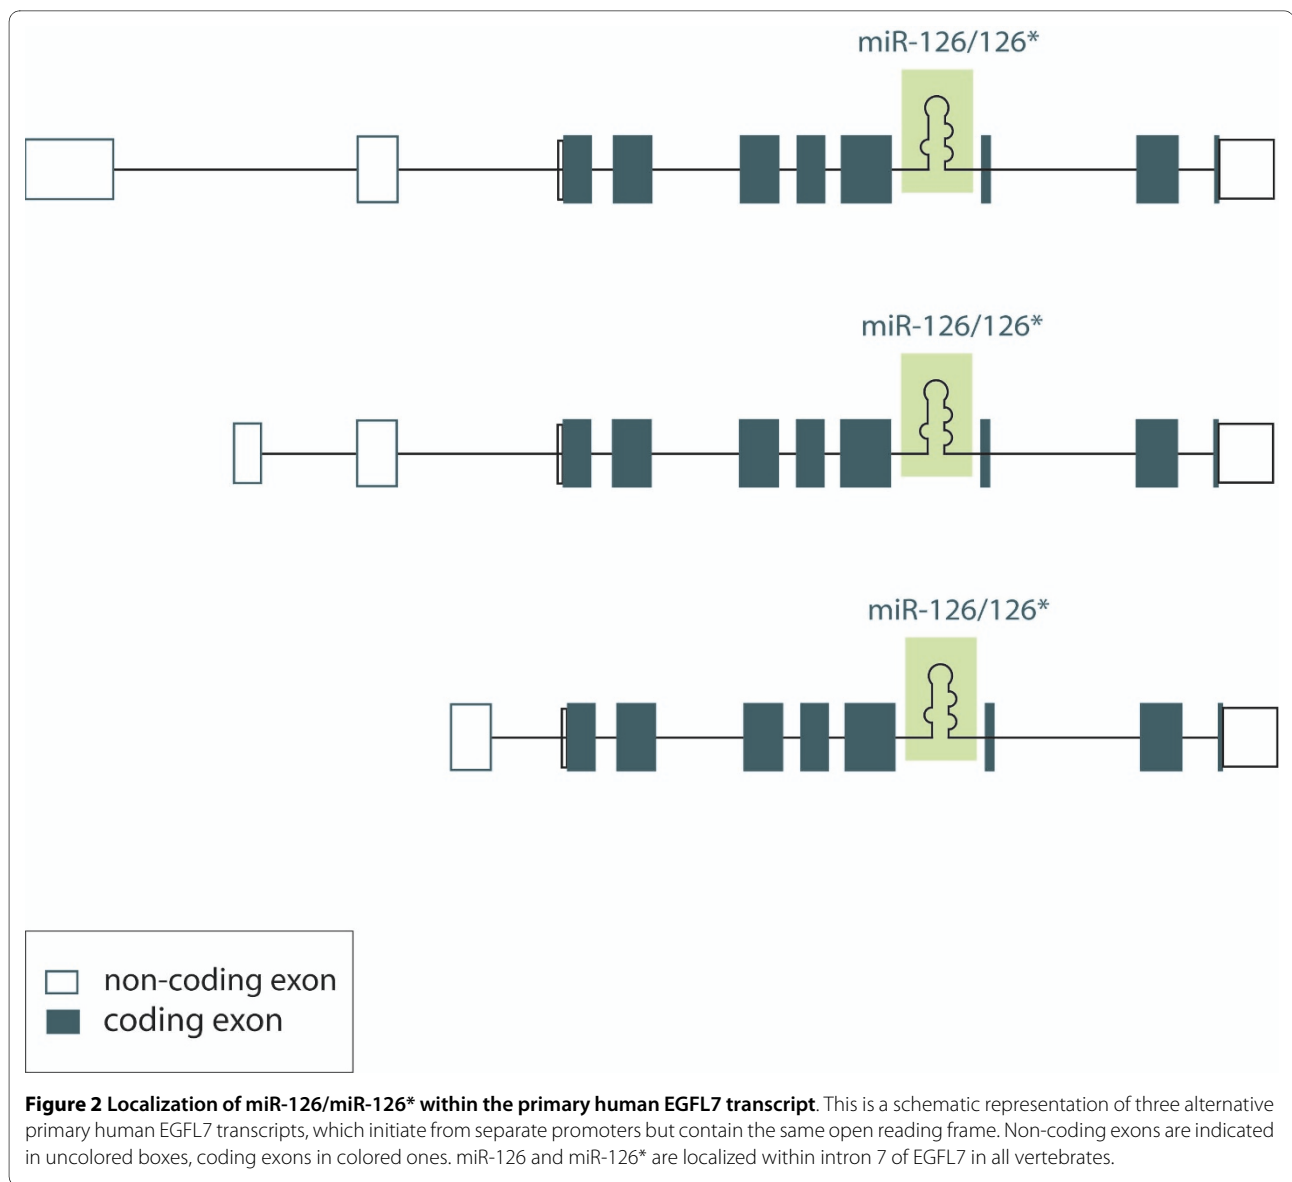 miR-126/126*
miR-126/126*
miR-126/126*
non-coding exon
coding exon
Figure 2 Localization of miR-126/miR-126* within the primary human EGFL7 transcript. This is a schematic representation of three alternative
primary human EGFL7 transcripts, which initiate from separate promoters but contain the same open reading frame. Non-coding exons are indicated
in uncolored boxes, coding exons in colored ones. miR-126 and miR-126* are localized within intron 7 of EGFL7 in all vertebrates.